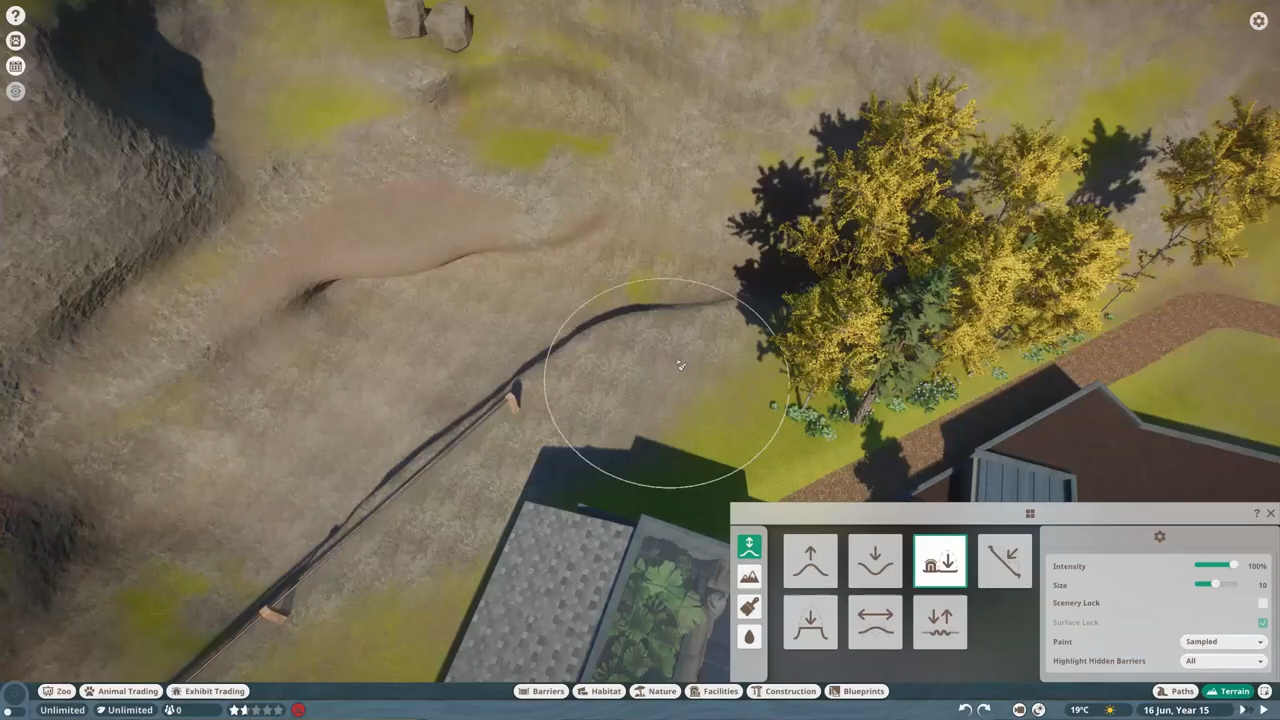 ?
? ×
Intensity 100%
Size 10
Scenery Lock
Surface Lock
Paint Sampled
Highlight Hidden Barriers All
Zoo Animal Trading Exhibit Trading Barriers Habitat Nature Facilities Construction Blueprints Paths Terrain
Unlimited Unlimited 0 19°C 16 Jun, Year 15